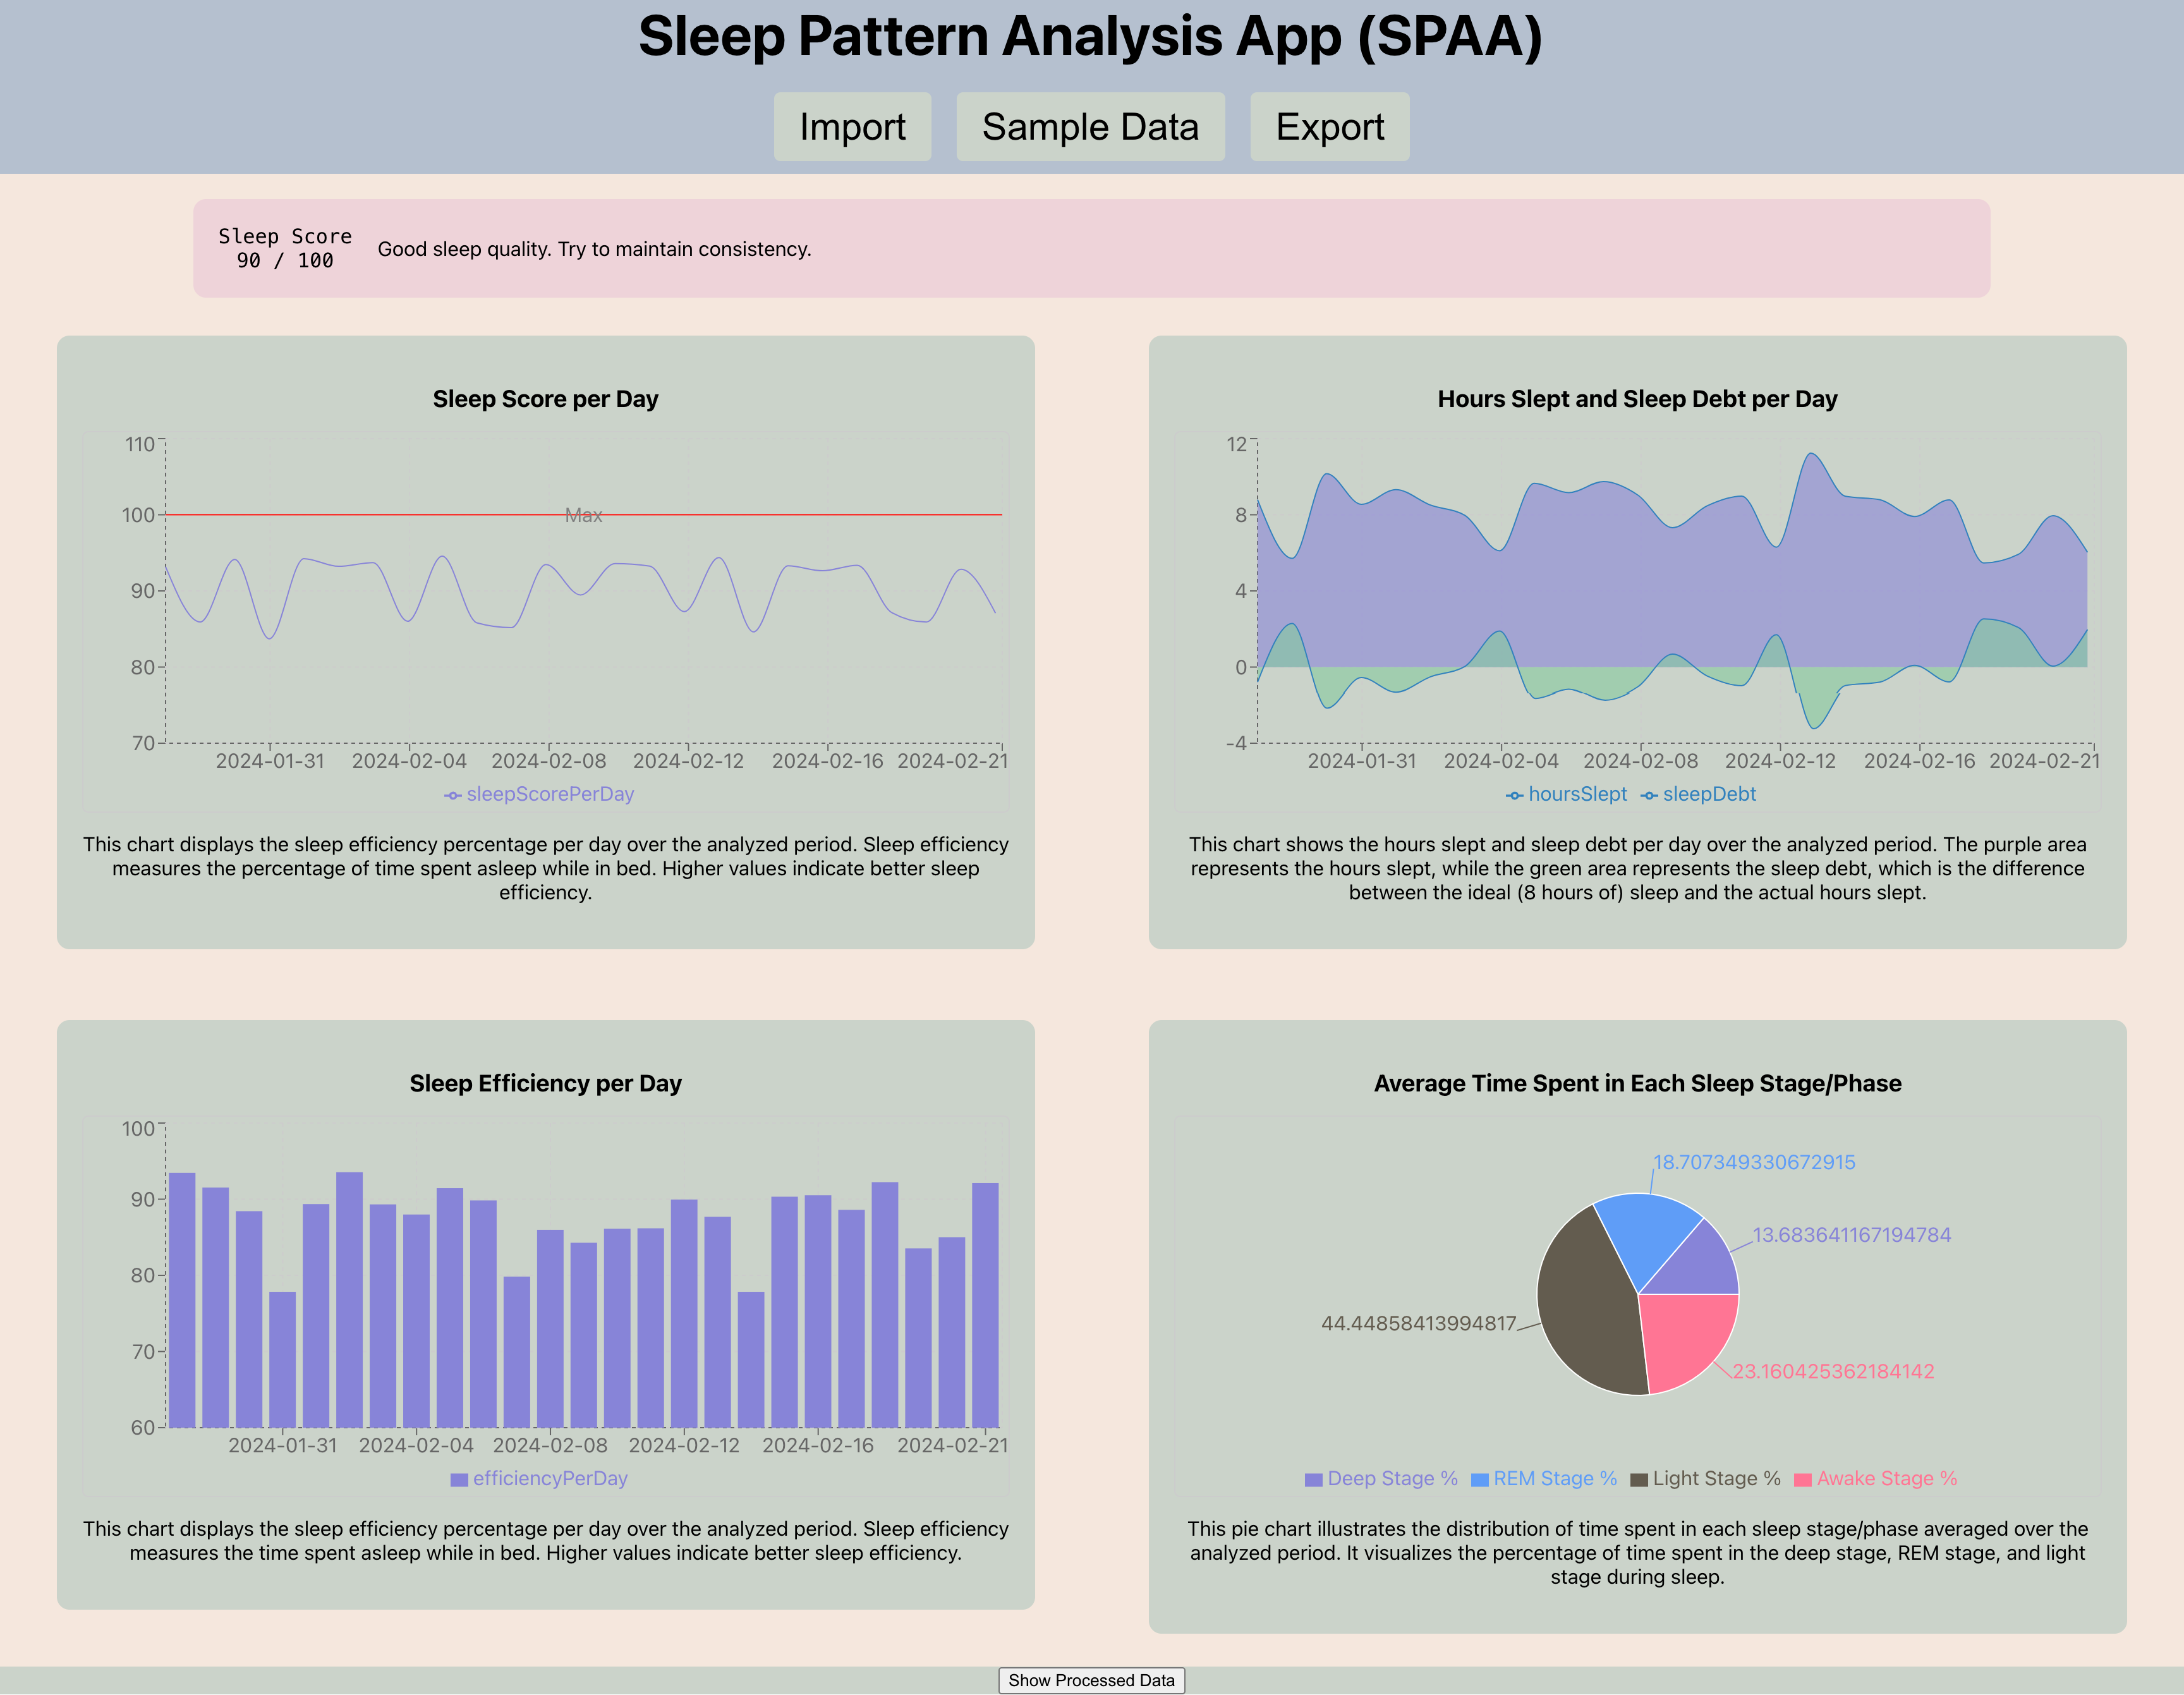 Sleep Pattern Analysis App (SPAA)
Import
Sample Data
Export
Sleep Score
90 / 100
Good sleep quality. Try to maintain consistency.
Sleep Score per Day
110
100
90
80
70
Max
2024-01-31
2024-02-04
2024-02-08
2024-02-12
2024-02-16
2024-02-21
sleepScorePerDay
This chart displays the sleep efficiency percentage per day over the analyzed period. Sleep efficiency
measures the percentage of time spent asleep while in bed. Higher values indicate better sleep
efficiency.
Hours Slept and Sleep Debt per Day
12
8
4
0
-4
2024-01-31
2024-02-04
2024-02-08
2024-02-12
2024-02-16
2024-02-21
hoursSlept
sleepDebt
This chart shows the hours slept and sleep debt per day over the analyzed period. The purple area
represents the hours slept, while the green area represents the sleep debt, which is the difference
between the ideal (8 hours of) sleep and the actual hours slept.
Sleep Efficiency per Day
100
90
80
70
60
2024-01-31
2024-02-04
2024-02-08
2024-02-12
2024-02-16
2024-02-21
efficiencyPerDay
This chart displays the sleep efficiency percentage per day over the analyzed period. Sleep efficiency
measures the time spent asleep while in bed. Higher values indicate better sleep efficiency.
Average Time Spent in Each Sleep Stage/Phase
18.707349330672915
13.683641167194784
44.44858413994817
23.160425362184142
Deep Stage %
REM Stage %
Light Stage %
Awake Stage %
This pie chart illustrates the distribution of time spent in each sleep stage/phase averaged over the
analyzed period. It visualizes the percentage of time spent in the deep stage, REM stage, and light
stage during sleep.
Show Processed Data